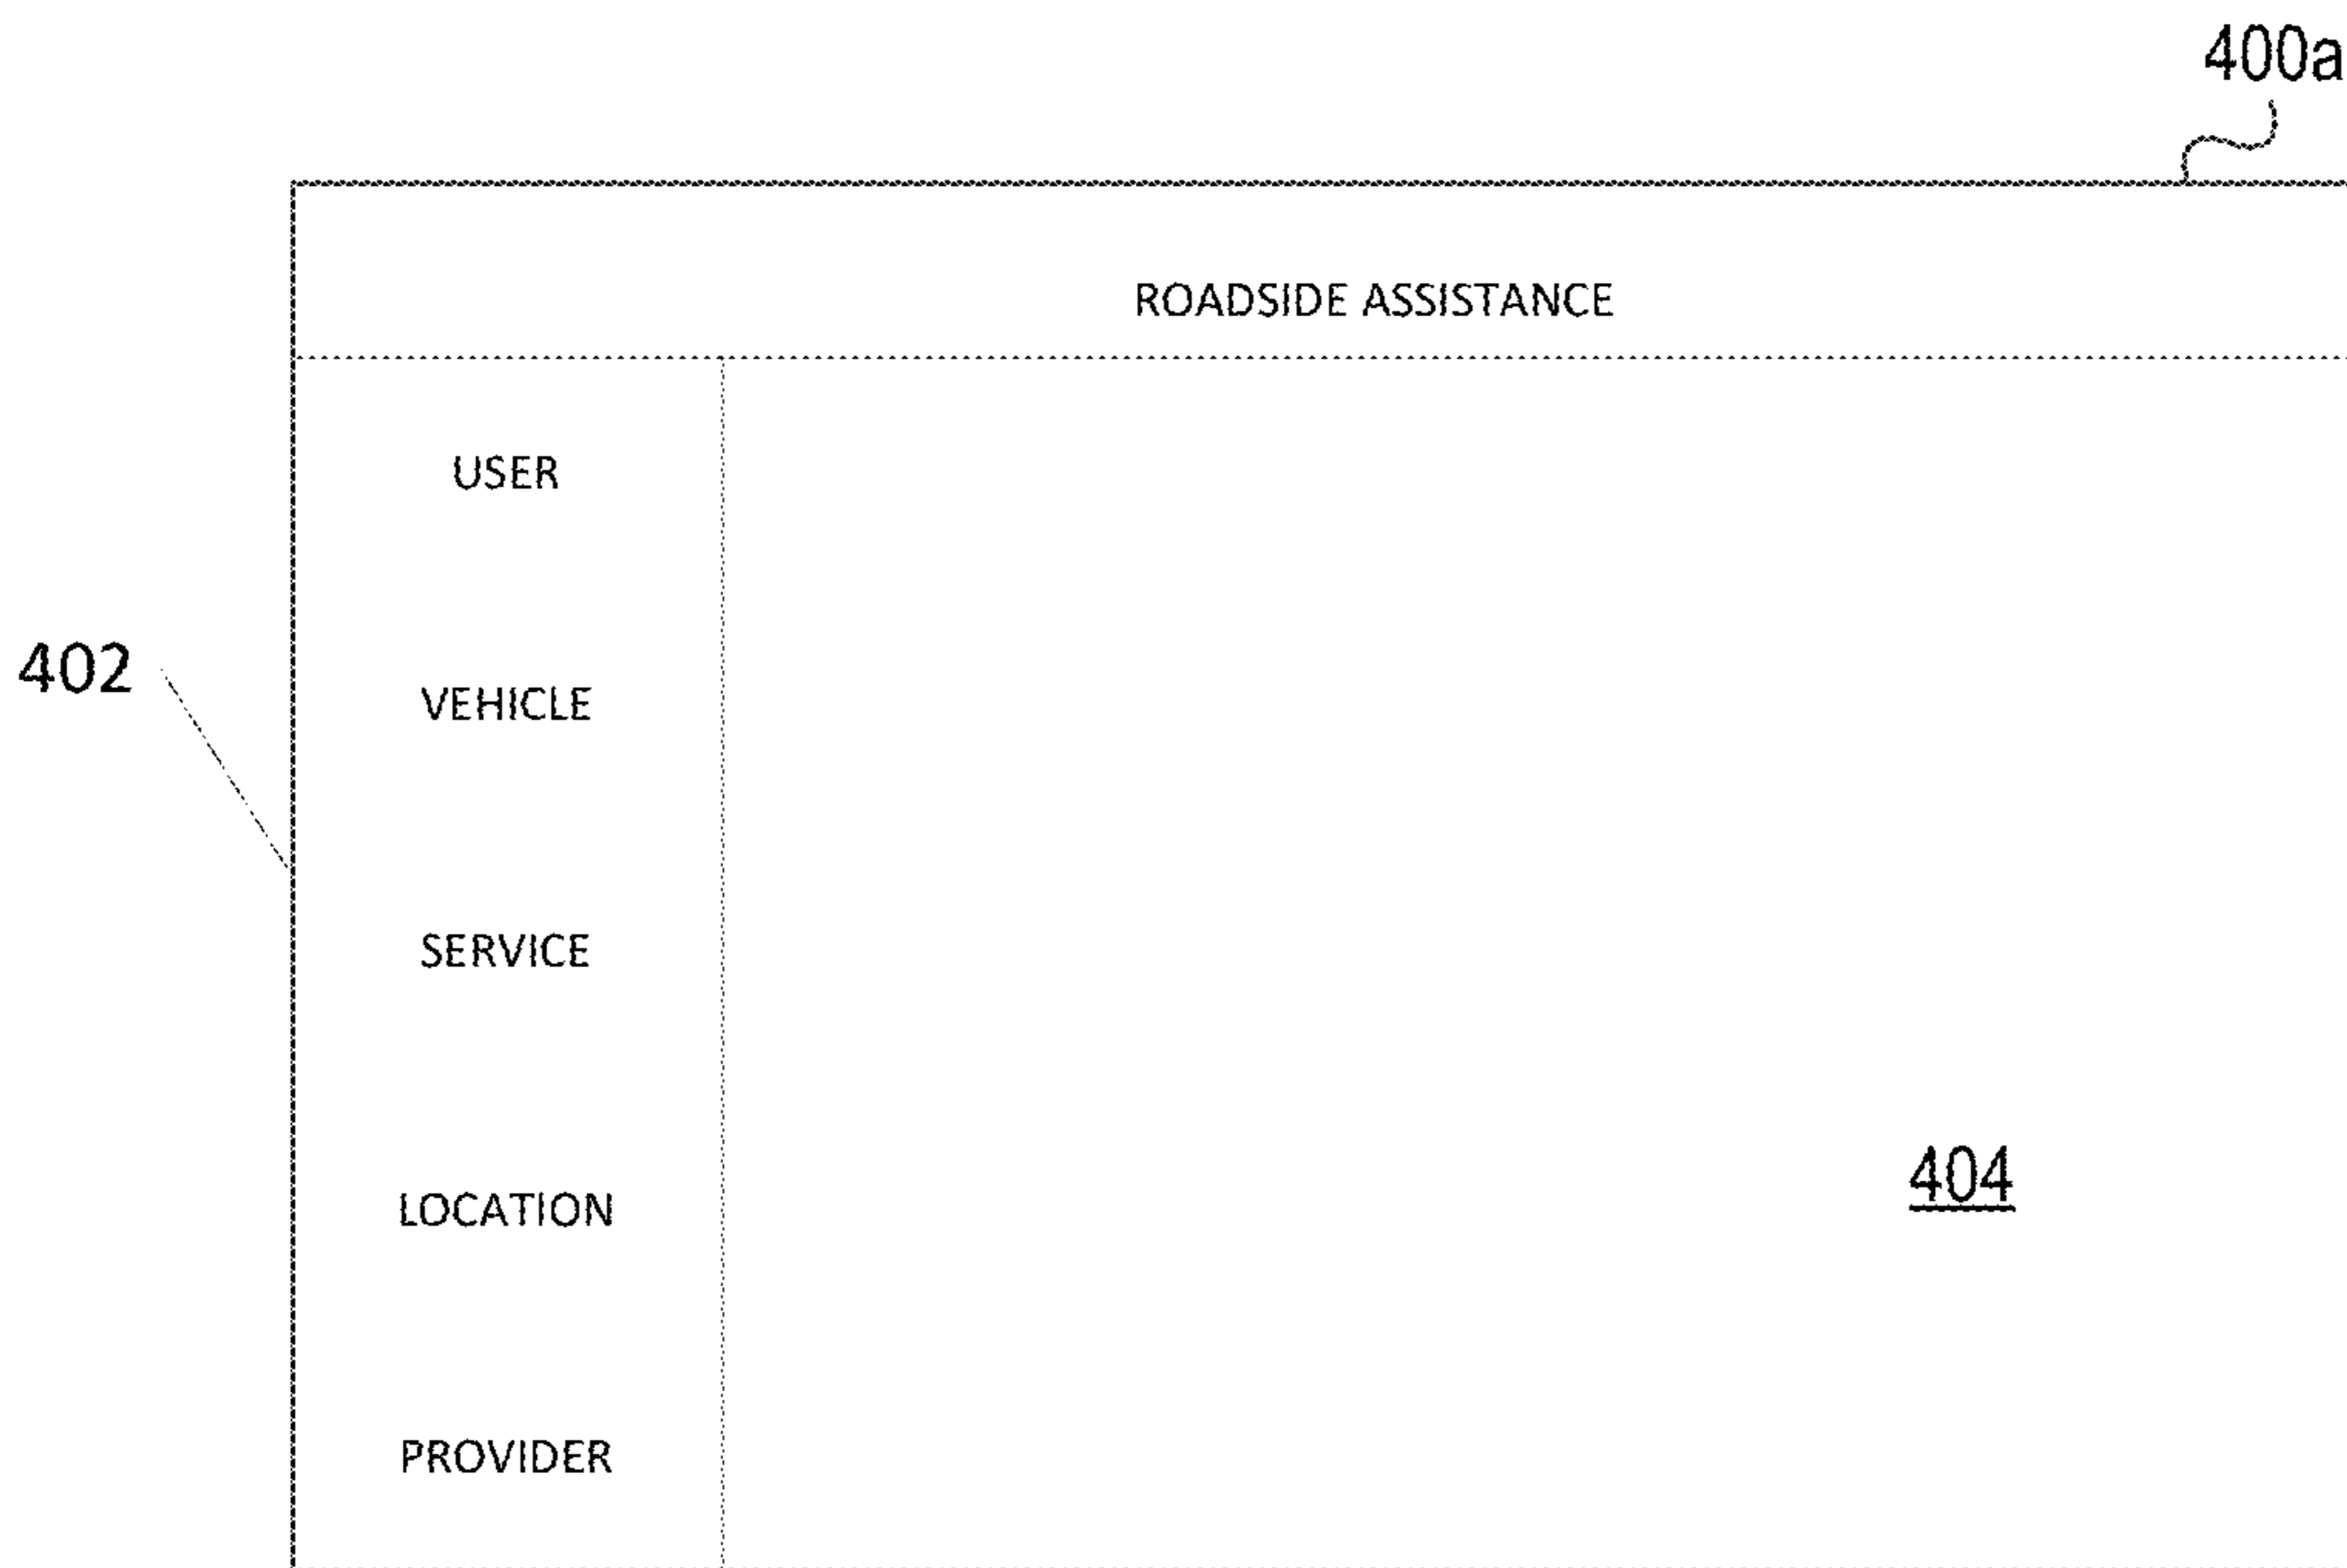 400a
ROADSIDE ASSISTANCE
USER
402
VEHICLE
SERVICE
LOCATION
404
PROVIDER